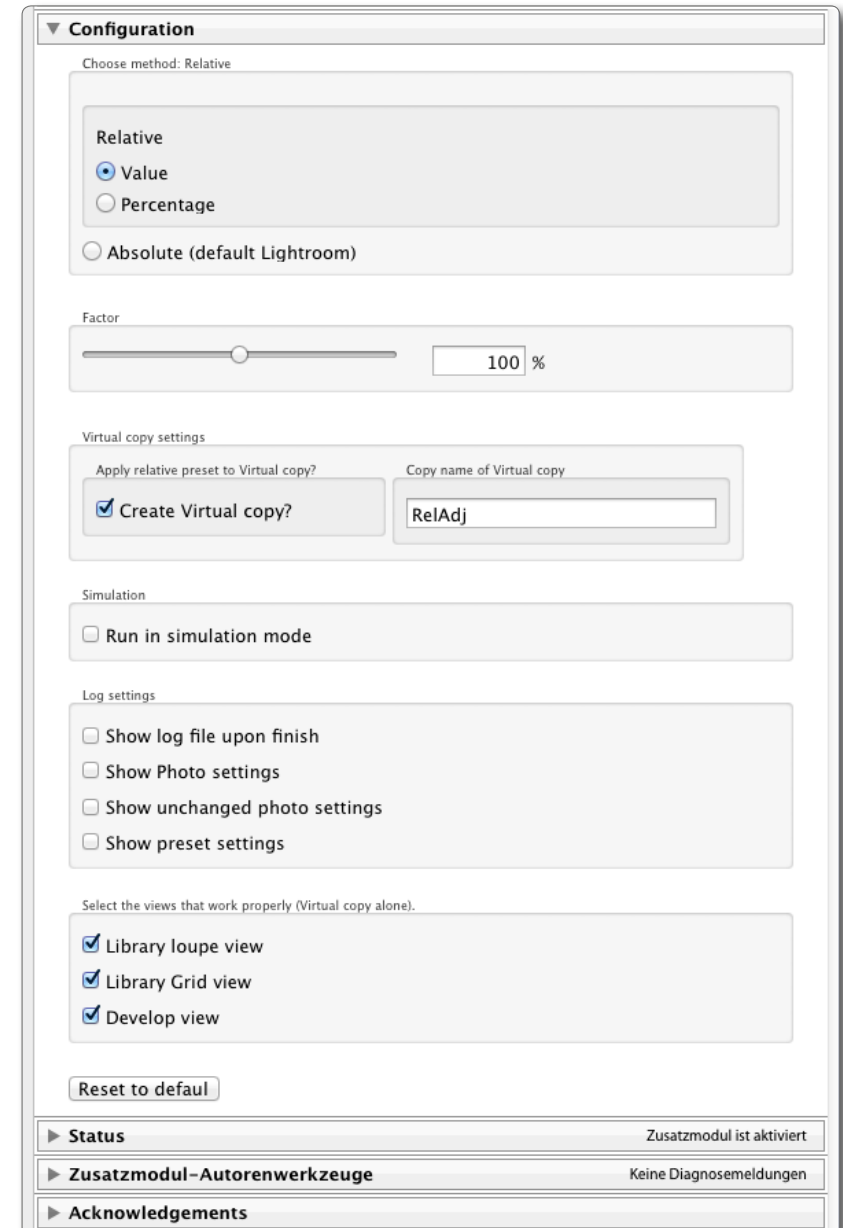 Configuration
Choose method: Relative
Relative
Value
Percentage
Absolute (default Lightroom)
Factor
100 %
Virtual copy settings
Apply relative preset to Virtual copy? Copy name of Virtual copy
Create Virtual copy? RelAdj
Simulation
Run in simulation mode
Log settings
Show log file upon finish
Show Photo settings
Show unchanged photo settings
Show preset settings
Select the views that work properly (Virtual copy alone).
Library loupe view
Library Grid view
Develop view
Reset to defaul
Status Zusatzmodul ist aktiviert
Zusatzmodul-Autorenwerkzeuge Keine Diagnosemeldungen
Acknowledgements